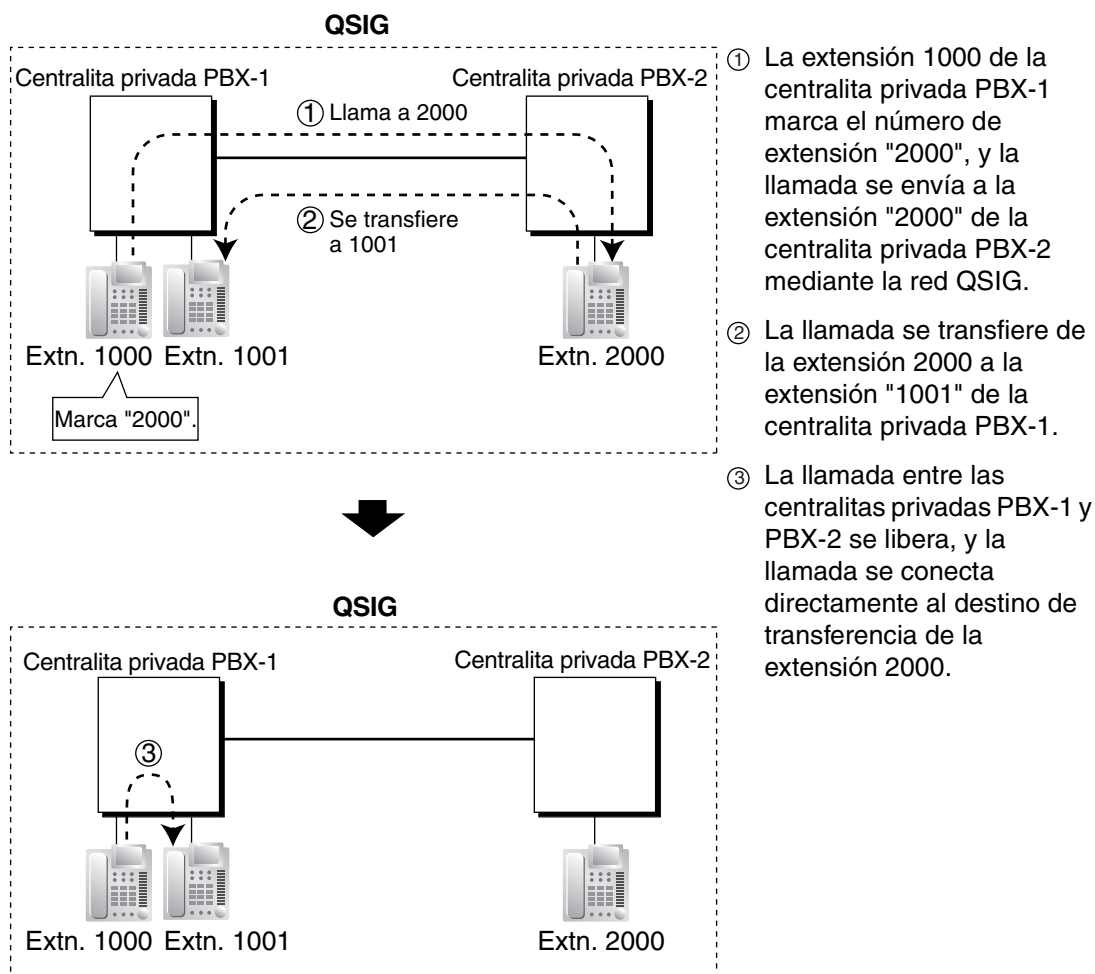 QSIG
Centralita privada PBX-1
Centralita privada PBX-2
① Llama a 2000
② Se transfiere
a 1001
Extn. 1000
Extn. 1001
Extn. 2000
Marca "2000".
① La extensión 1000 de la
centralita privada PBX-1
marca el número de
extensión "2000", y la
llamada se envía a la
extensión "2000" de la
centralita privada PBX-2
mediante la red QSIG.
② La llamada se transfiere de
la extensión 2000 a la
extensión "1001" de la
centralita privada PBX-1.
③ La llamada entre las
centralitas privadas PBX-1 y
PBX-2 se libera, y la
llamada se conecta
directamente al destino de
transferencia de la
extensión 2000.
QSIG
Centralita privada PBX-1
Centralita privada PBX-2
③
Extn. 1000
Extn. 1001
Extn. 2000